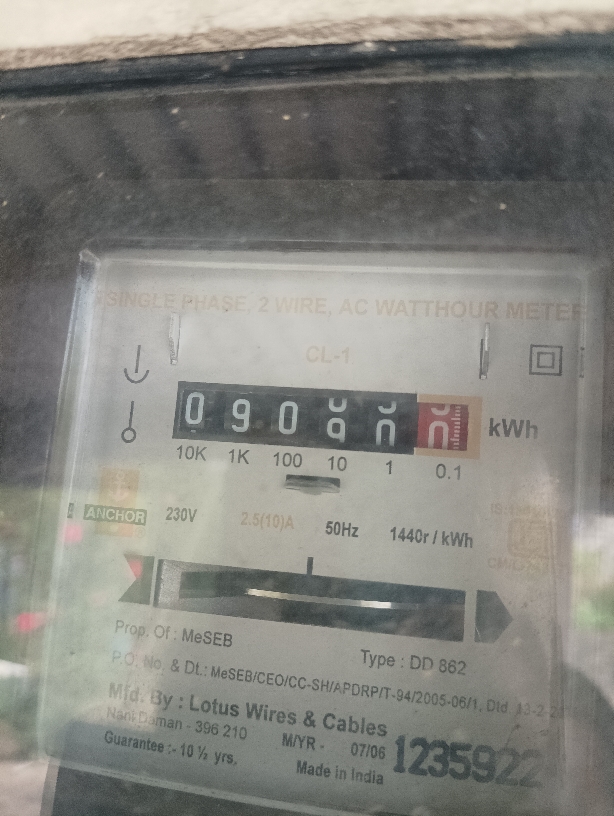 SINGLE PHASE, 2 WIRE, AC WATTHOUR METER
CL-1
0 9 0 kWh
10K 1K 100 10 1 0.1
ANCHOR 230V 2.5(10)A 50Hz 1440r / kWh
Prop. Of : MeSEB
Type : DD 862
P.O. No. & Dt.: MeSEB/CEO/CC-SH/APDRP/T-94/2005-06/1, Dtd.
Mfd. By : Lotus Wires & Cables
Nani Daman - 396 210
M/YR - 07/06
1235922
Guarantee :- 10 ½ yrs.
Made in India